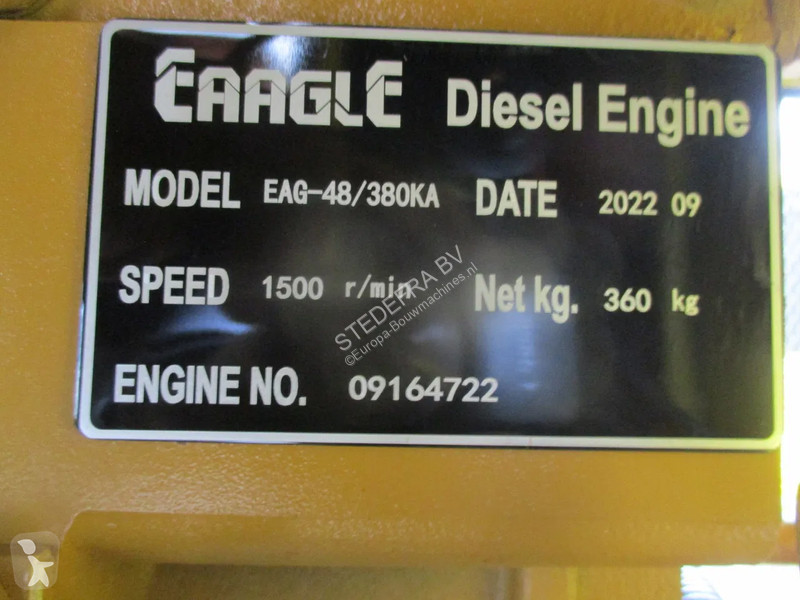 EAAGLE Diesel Engine
MODEL EAG-48/380KA DATE 2022 09
SPEED 1500 r/min Net kg. 360 kg
STEDEFRA BV
©Europa-Bouwmachines.nl
ENGINE NO. 09164722